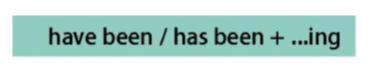 have been / has been + ...ing